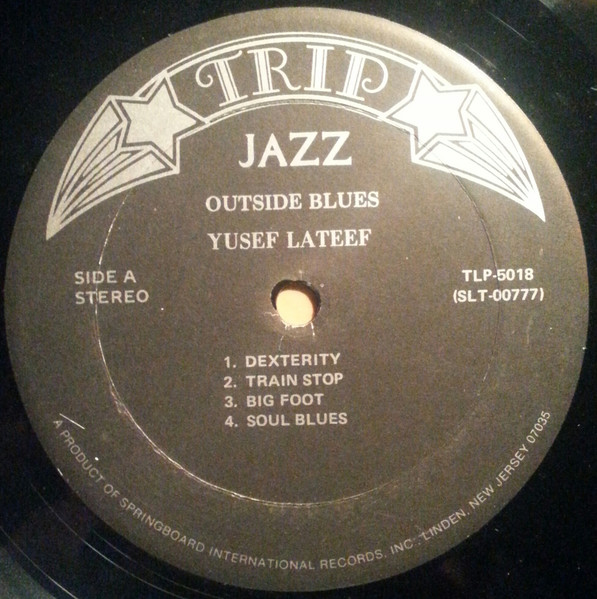 TRIP
JAZZ
OUTSIDE BLUES
YUSEF LATEEF
SIDE A
STEREO
TLP-5018
(SLT-00777)
1. DEXTERITY
2. TRAIN STOP
3. BIG FOOT
4. SOUL BLUES
A PRODUCT OF SPRINGBOARD INTERNATIONAL RECORDS, INC., LINDEN, NEW JERSEY 07035